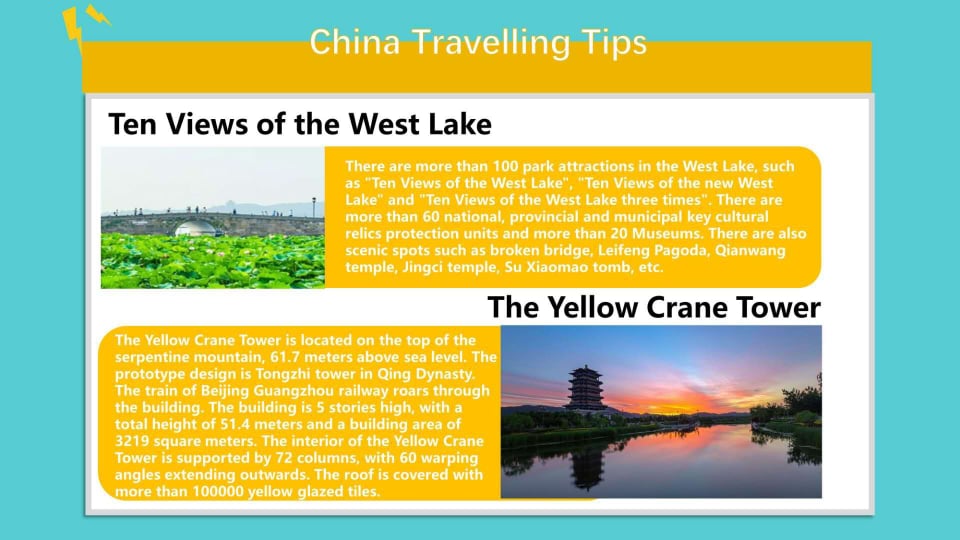 China Travelling Tips
Ten Views of the West Lake
There are more than 100 park attractions in the West Lake, such
as "Ten Views of the West Lake", "Ten Views of the new West
Lake" and "Ten Views of the West Lake three times". There are
more than 60 national, provincial and municipal key cultural
relics protection units and more than 20 Museums. There are also
scenic spots such as broken bridge, Leifeng Pagoda, Qianwang
temple, Jingci temple, Su Xiaomao tomb, etc.
The Yellow Crane Tower
The Yellow Crane Tower is located on the top of the
serpentine mountain, 61.7 meters above sea level. The
prototype design is Tongzhi tower in Qing Dynasty.
The train of Beijing Guangzhou railway roars through
the building. The building is 5 stories high, with a
total height of 51.4 meters and a building area of
3219 square meters. The interior of the Yellow Crane
Tower is supported by 72 columns, with 60 warping
angles extending outwards. The roof is covered with
more than 100000 yellow glazed tiles.